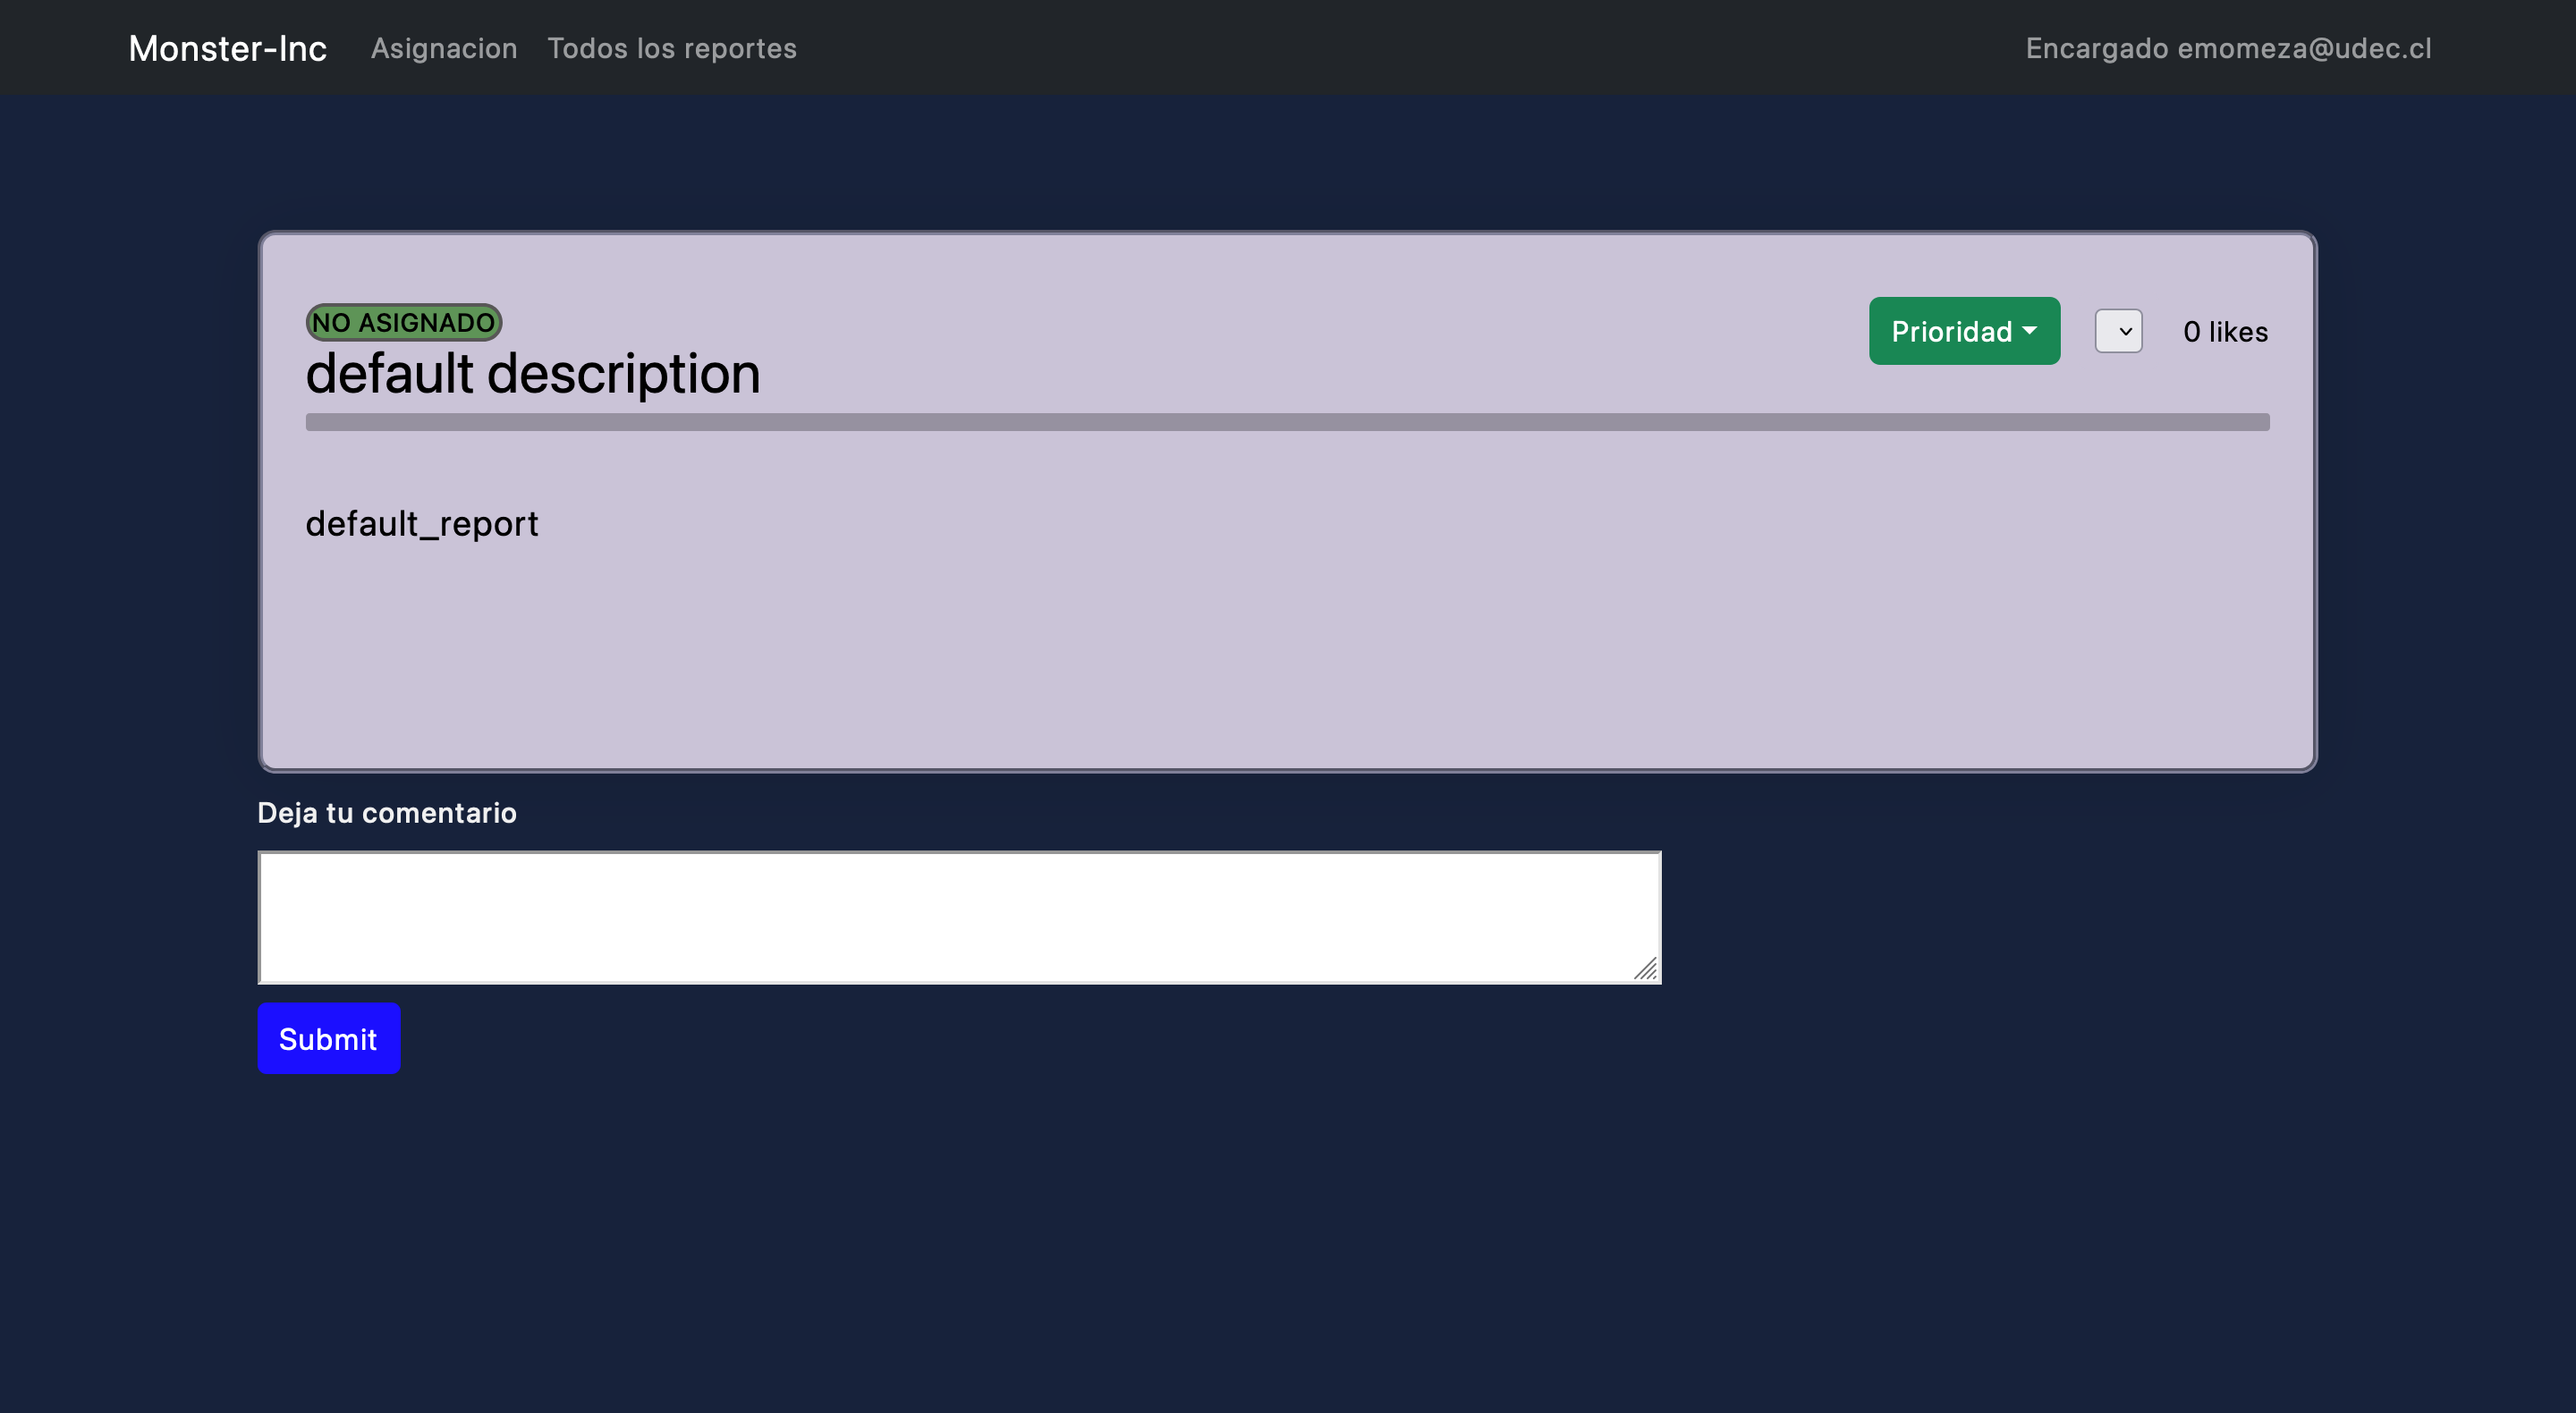 Monster-Inc Asignacion Todos los reportes Encargado emomeza@udec.cl
NO ASIGNADO
Prioridad 0 likes
default description
default_report
Deja tu comentario
Submit